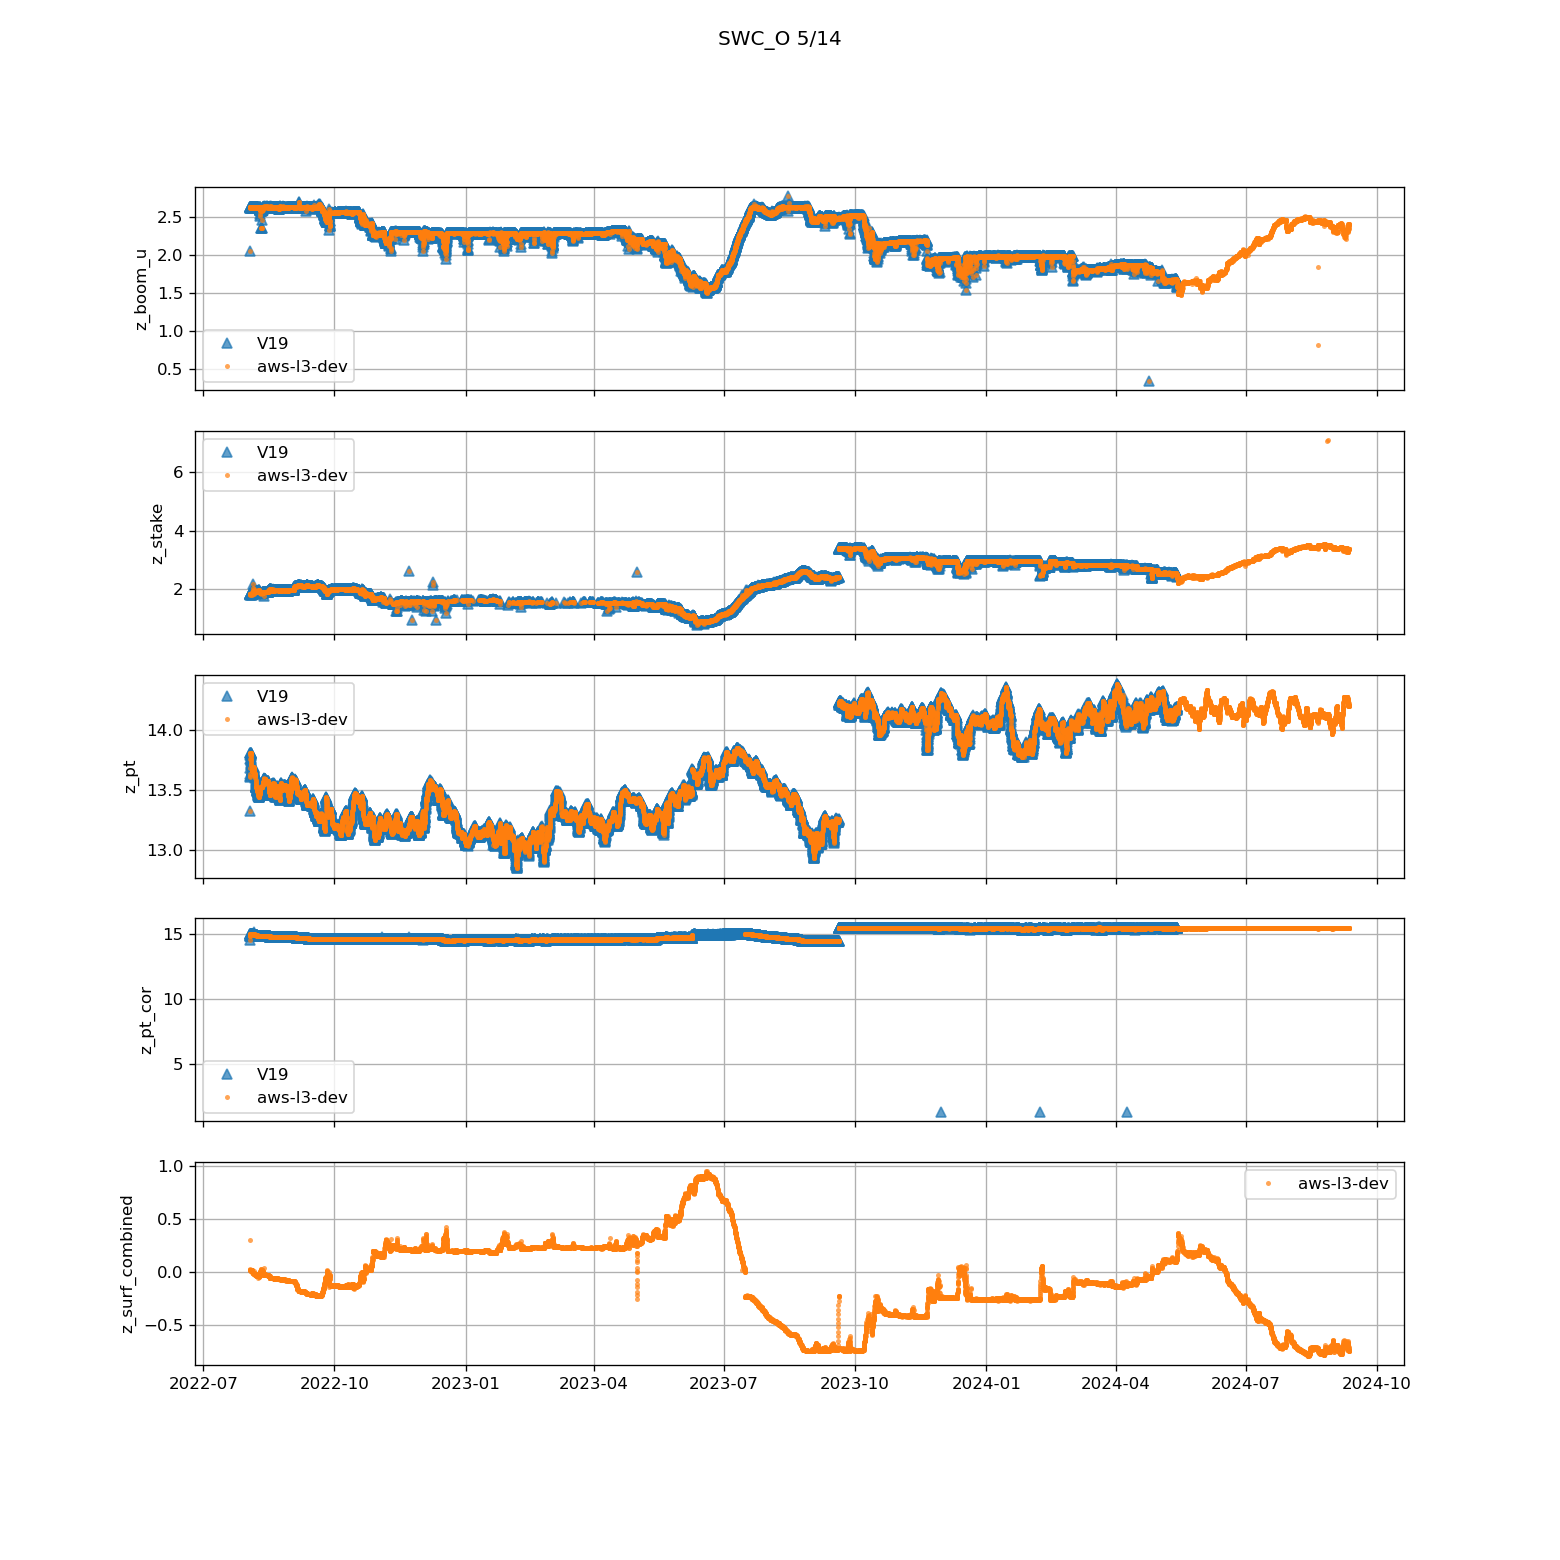 SWC_O 5/14
z_boom_u
2.5
2.0
1.5
1.0
0.5
V19
aws-l3-dev
z_stake
6
4
2
V19
aws-l3-dev
z_pt
14.0
13.5
13.0
V19
aws-l3-dev
z_pt_cor
15
10
5
V19
aws-l3-dev
z_surf_combined
1.0
0.5
0.0
−0.5
aws-l3-dev
2022-07 2022-10 2023-01 2023-04 2023-07 2023-10 2024-01 2024-04 2024-07 2024-10